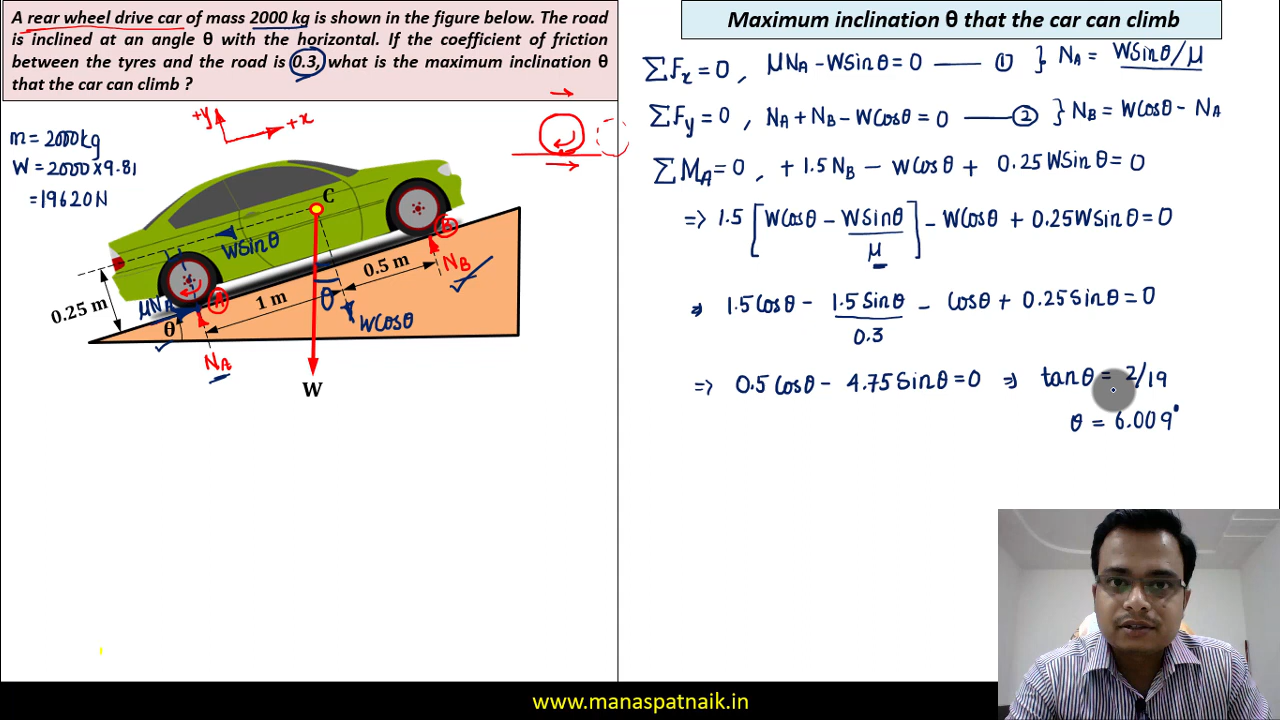 A rear wheel drive car of mass 2000 kg is shown in the figure below. The road
is inclined at an angle θ with the horizontal. If the coefficient of friction
between the tyres and the road is 0.3, what is the maximum inclination θ
that the car can climb ?
m = 2000kg
W = 2000×9.81
= 19620N
+y
+x
C
Wsinθ
B
0.25 m
μNA
A
1 m
0.5 m
NB
θ
θ
Wcosθ
NA
W
Maximum inclination θ that the car can climb
∑Fx = 0 , μNA - WSinθ = 0 —— ① } NA = WSinθ/μ
∑Fy = 0 , NA + NB - WCosθ = 0 —— ② } NB = WCosθ - NA
∑MA = 0 , + 1.5 NB - WCosθ + 0.25 WSinθ = 0
=> 1.5 [WCosθ - WSinθ/μ] - WCosθ + 0.25WSinθ = 0
=> 1.5Cosθ - 1.5Sinθ/0.3 - Cosθ + 0.25Sinθ = 0
=> 0.5Cosθ - 4.75Sinθ = 0 => tanθ = 2/19
θ = 6.009°
www.manaspatnaik.in